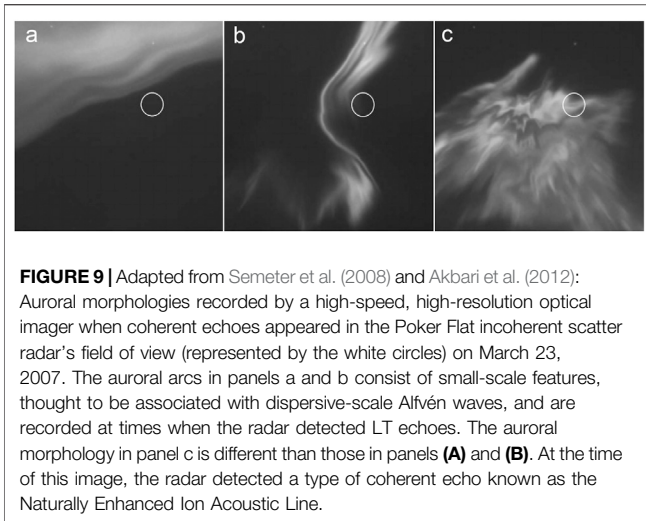 a b c
FIGURE 9 | Adapted from Semeter et al. (2008) and Akbari et al. (2012):
Auroral morphologies recorded by a high-speed, high-resolution optical
imager when coherent echoes appeared in the Poker Flat incoherent scatter
radar's field of view (represented by the white circles) on March 23,
2007. The auroral arcs in panels a and b consist of small-scale features,
thought to be associated with dispersive-scale Alfvén waves, and are
recorded at times when the radar detected LT echoes. The auroral
morphology in panel c is different than those in panels (A) and (B). At the time
of this image, the radar detected a type of coherent echo known as the
Naturally Enhanced Ion Acoustic Line.